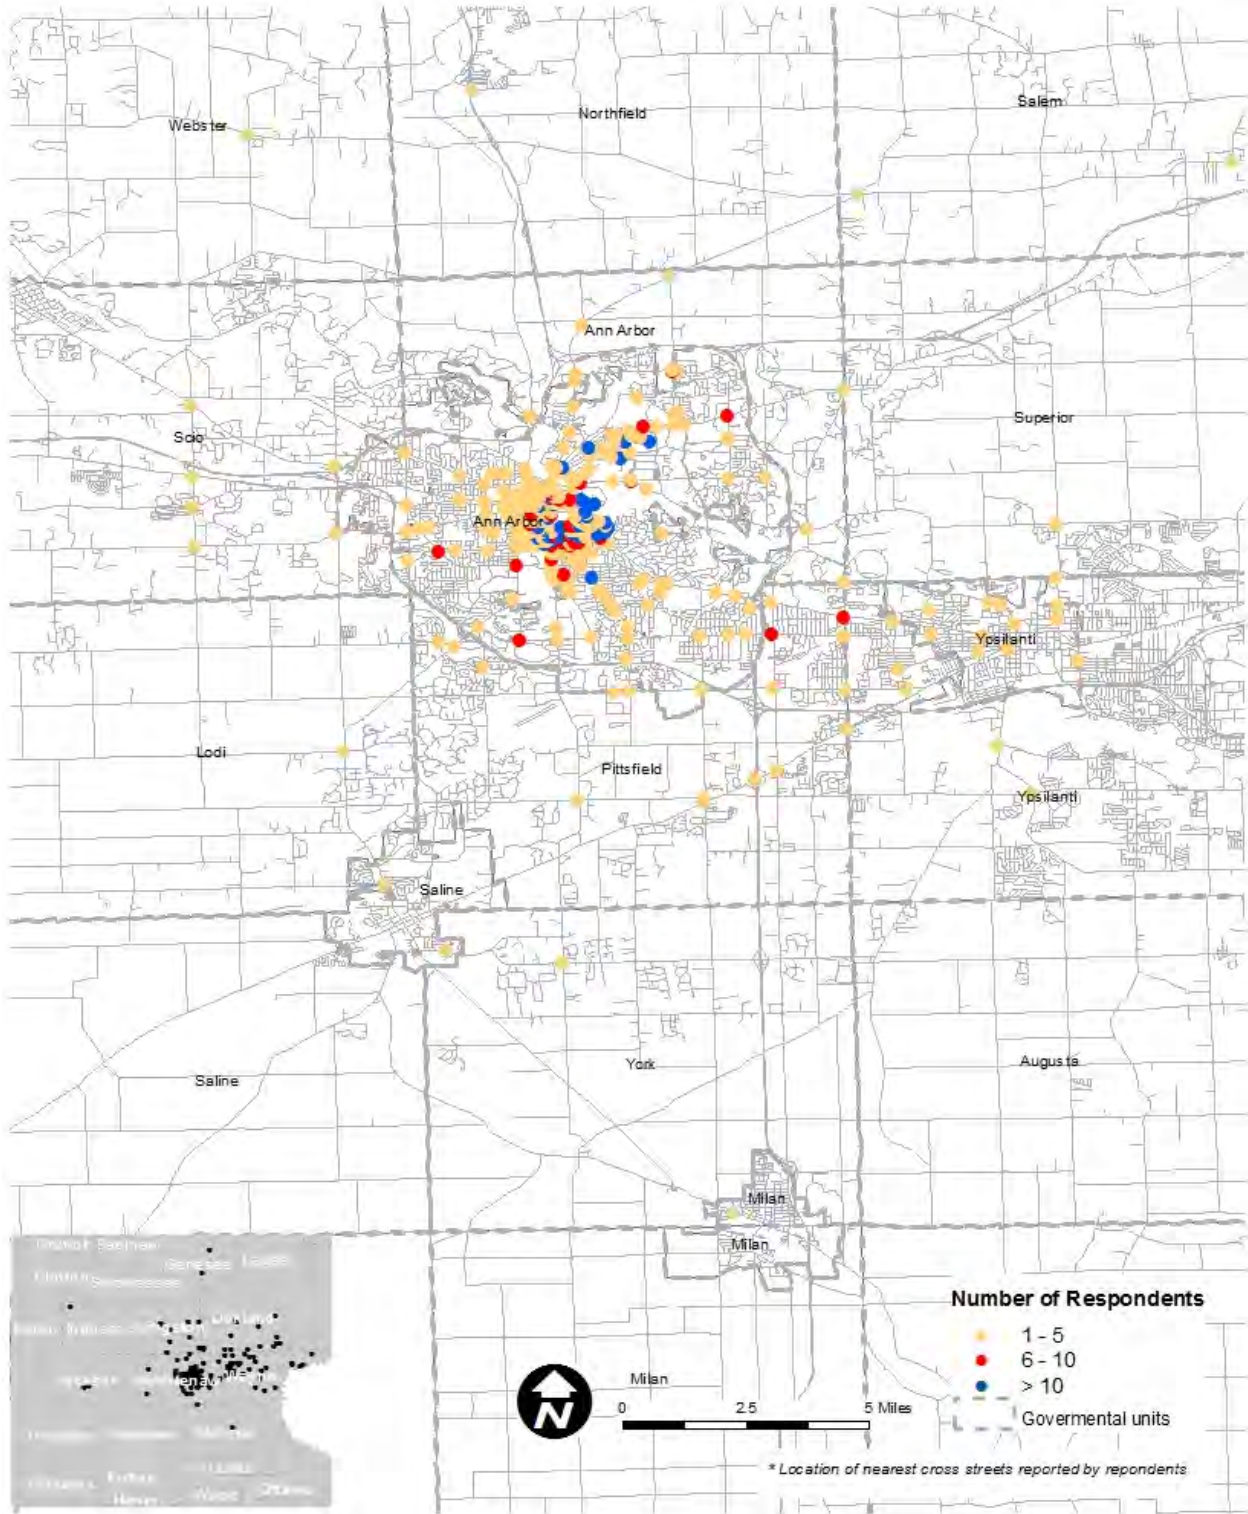 Salem
Northfield
Webster
Ann Arbor
Superior
Scio
Ann Arbor
Ypsilanti
Lodi
Pittsfield
Ypsilanti
Saline
York
Augusta
Saline
Milan
Milan
Genesee
Oakland
Number of Respondents
1 - 5
6 - 10
> 10
Govermental units
Milan
0 2.5 5 Miles
N
* Location of nearest cross streets reported by repondents